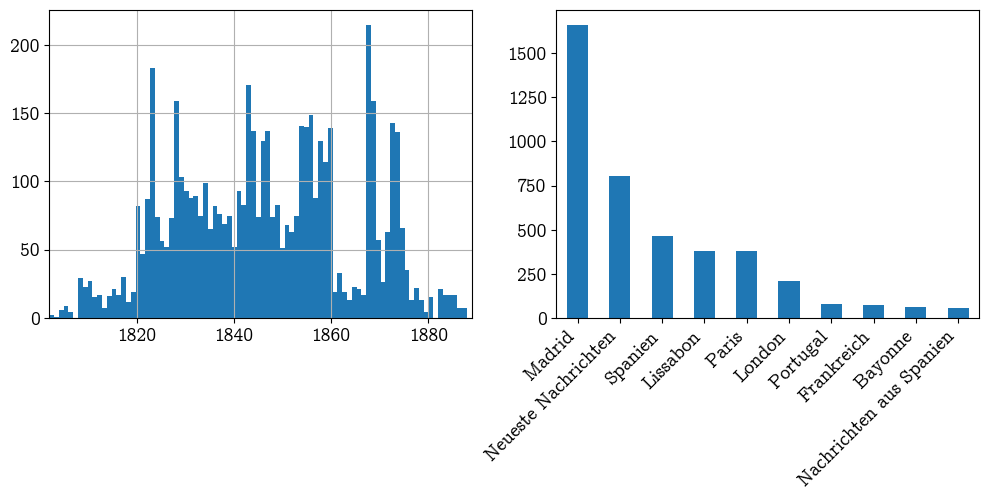 200
150
100
50
0
1820 1840 1860 1880
1500
1250
1000
750
500
250
0
Madrid
Neueste Nachrichten
Spanien
Lissabon
Paris
London
Portugal
Frankreich
Bayonne
Nachrichten aus Spanien